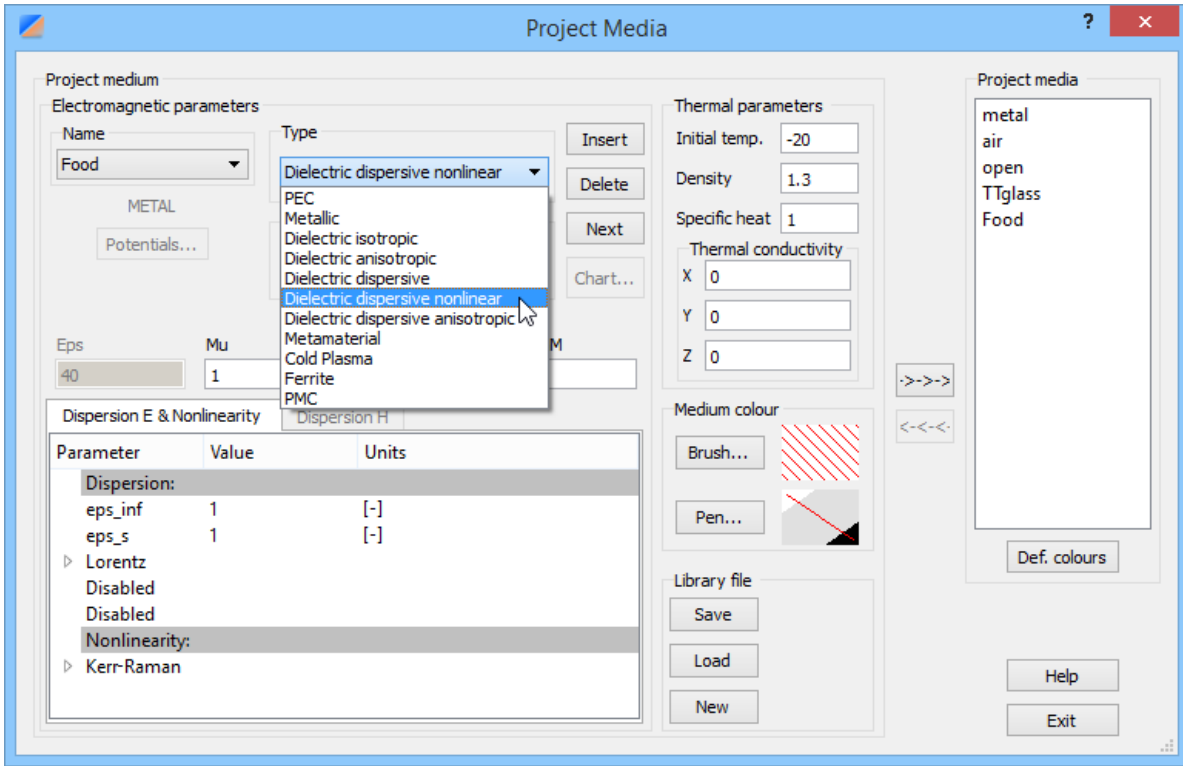 Project Media
?
Project medium
Electromagnetic parameters
Name
Food
METAL
Potentials...
Type
Dielectric dispersive nonlinear
PEC
Metallic
Dielectric isotropic
Dielectric anisotropic
Dielectric dispersive
Dielectric dispersive nonlinear
Dielectric dispersive anisotropic
Metamaterial
Cold Plasma
Ferrite
PMC
Insert
Delete
Next
Chart...
Eps
Mu
M
40
1
Dispersion E & Nonlinearity
Dispersion H
Parameter Value Units
Dispersion:
eps_inf 1 [-]
eps_s 1 [-]
Lorentz
Disabled
Disabled
Nonlinearity:
Kerr-Raman
Thermal parameters
Initial temp. -20
Density 1.3
Specific heat 1
Thermal conductivity
X 0
Y 0
Z 0
Medium colour
Brush...
Pen...
Library file
Save
Load
New
->->->
<-<-<-
Project media
metal
air
open
TTglass
Food
Def. colours
Help
Exit